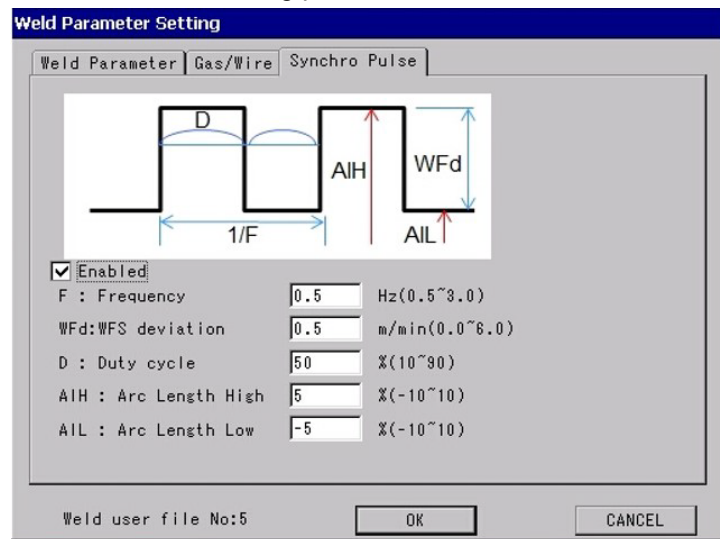 Weld Parameter Setting
Weld Parameter Gas/Wire Synchro Pulse
D
AIH WFd
1/F AIL
Enabled
F : Frequency 0.5 Hz(0.5~3.0)
WFd:WFS deviation 0.5 m/min(0.0~6.0)
D : Duty cycle 50 %(10~90)
AIH : Arc Length High 5 %(-10~10)
AIL : Arc Length Low -5 %(-10~10)
Weld user file No:5 OK CANCEL